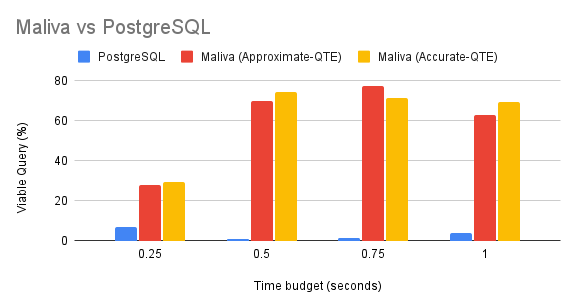 Maliva vs PostgreSQL
PostgreSQL Maliva (Approximate-QTE) Maliva (Accurate-QTE)
80
60
40
20
0
Viable Query (%)
0.25 0.5 0.75 1
Time budget (seconds)